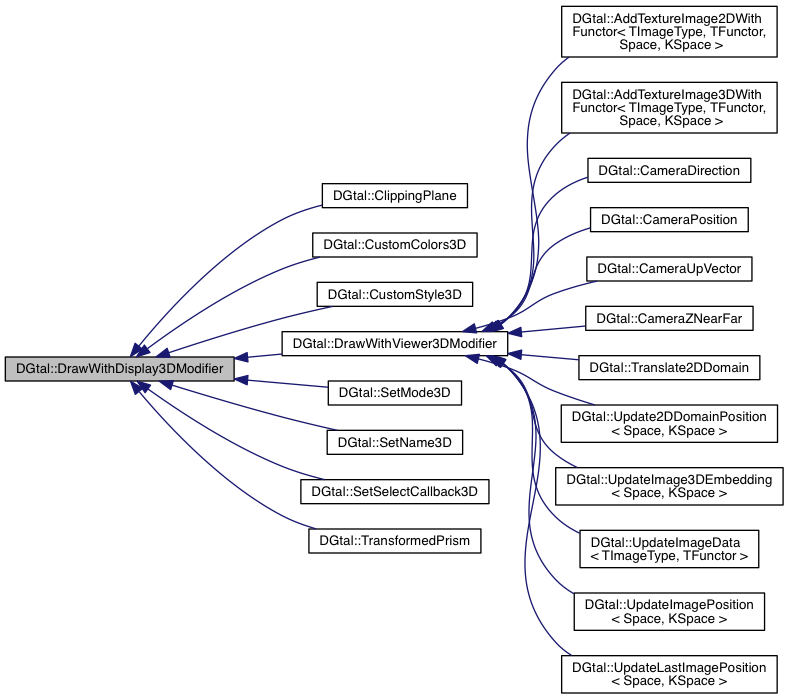 DGtal::AddTextureImage2DWith
Functor< TImageType, TFunctor,
Space, KSpace >
DGtal::AddTextureImage3DWith
Functor< TImageType, TFunctor,
Space, KSpace >
DGtal::CameraDirection
DGtal::ClippingPlane
DGtal::CameraPosition
DGtal::CustomColors3D
DGtal::CameraUpVector
DGtal::CustomStyle3D
DGtal::CameraZNearFar
DGtal::DrawWithViewer3DModifier
DGtal::DrawWithDisplay3DModifier
DGtal::Translate2DDomain
DGtal::SetMode3D
DGtal::Update2DDomainPosition
< Space, KSpace >
DGtal::SetName3D
DGtal::UpdateImage3DEmbedding
< Space, KSpace >
DGtal::SetSelectCallback3D
DGtal::TransformedPrism
DGtal::UpdateImageData
< TImageType, TFunctor >
DGtal::UpdateImagePosition
< Space, KSpace >
DGtal::UpdateLastImagePosition
< Space, KSpace >